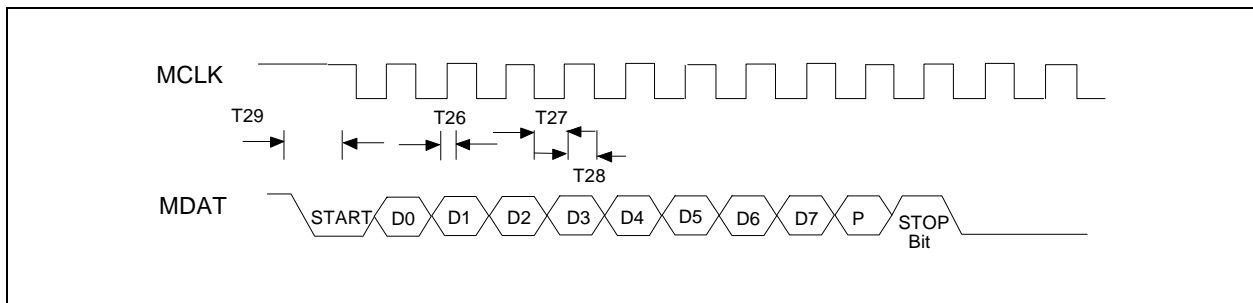 MCLK
T29
T26
T27
T28
MDAT
START D0 D1 D2 D3 D4 D5 D6 D7 P STOP
Bit